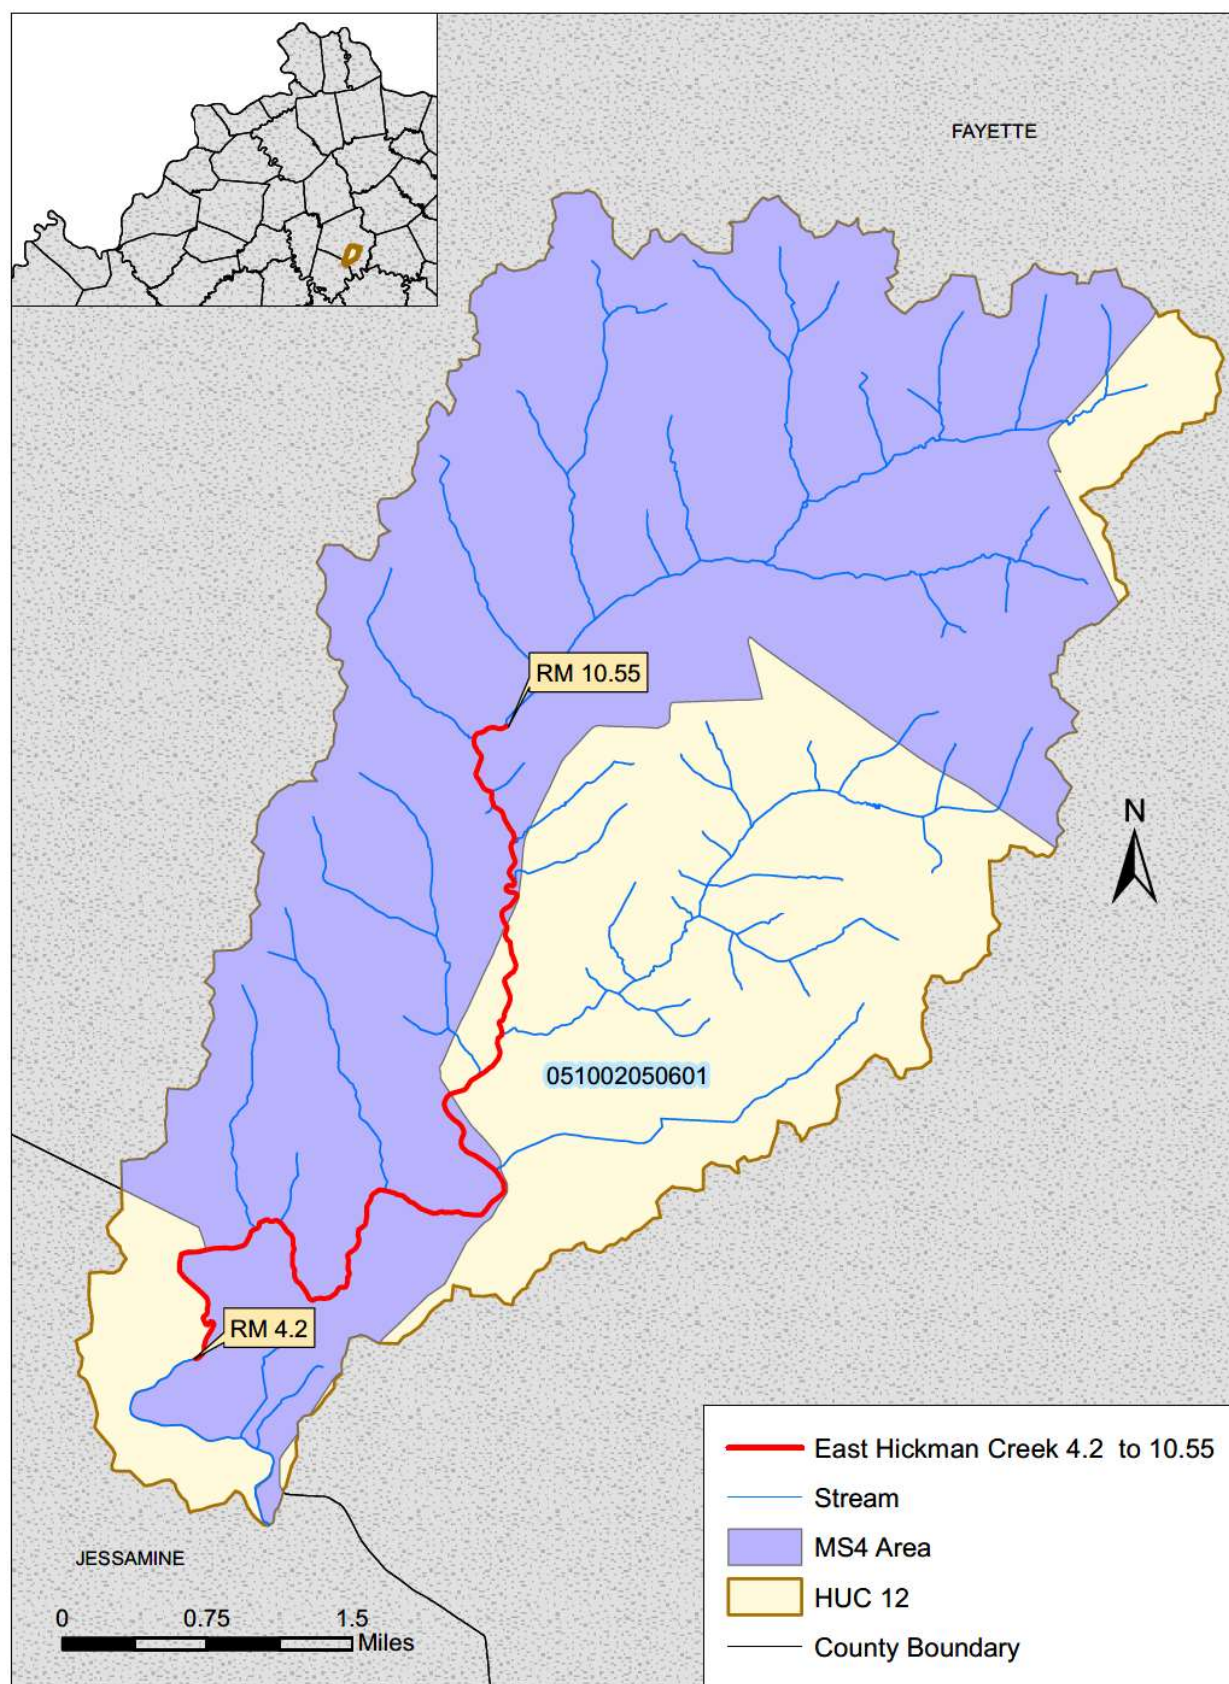 FAYETTE
RM 10.55
N
051002050601
RM 4.2
East Hickman Creek 4.2 to 10.55
Stream
MS4 Area
HUC 12
County Boundary
JESSAMINE
0 0.75 1.5
Miles